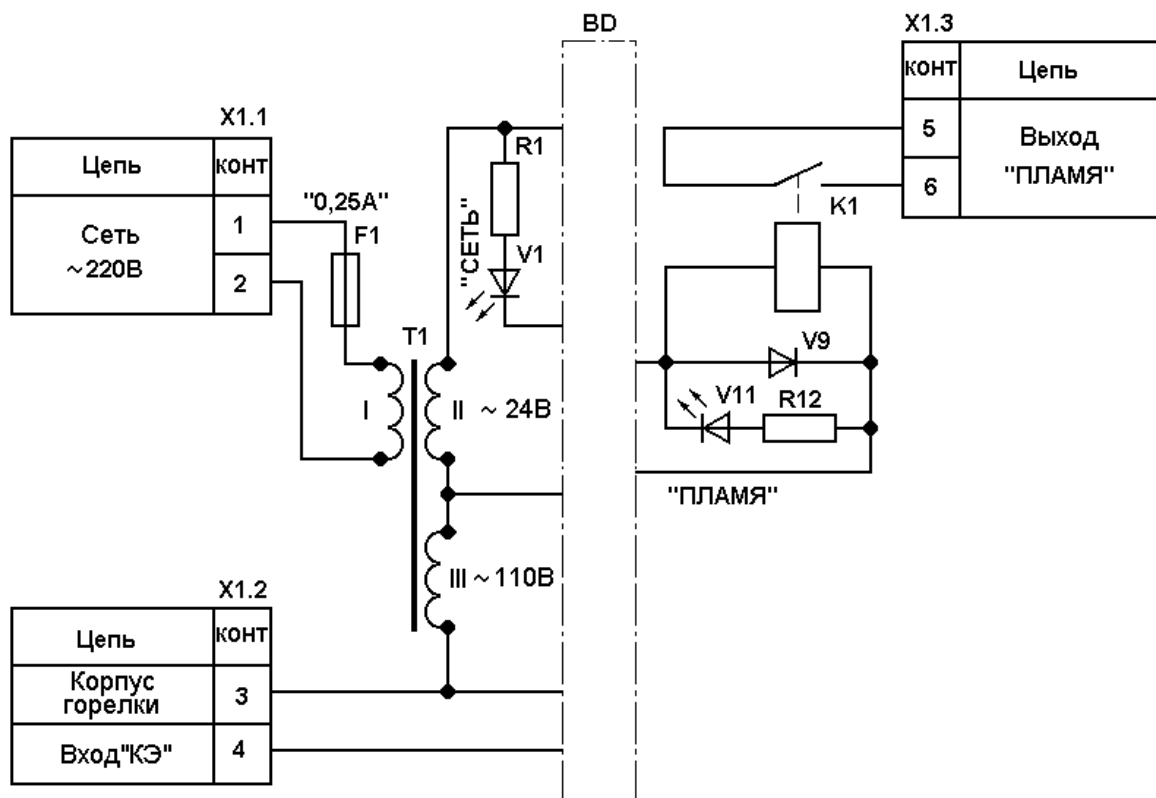 BD
X1.3
конт
Цепь
5
Выход
"ПЛАМЯ"
6
X1.1
Цепь
конт
Сеть
~220В
1
2
"0,25А"
F1
R1
"СЕТЬ"
V1
K1
T1
I
II ~ 24В
III ~ 110В
V9
V11
R12
"ПЛАМЯ"
X1.2
Цепь
конт
Корпус
горелки
3
Вход"КЭ"
4